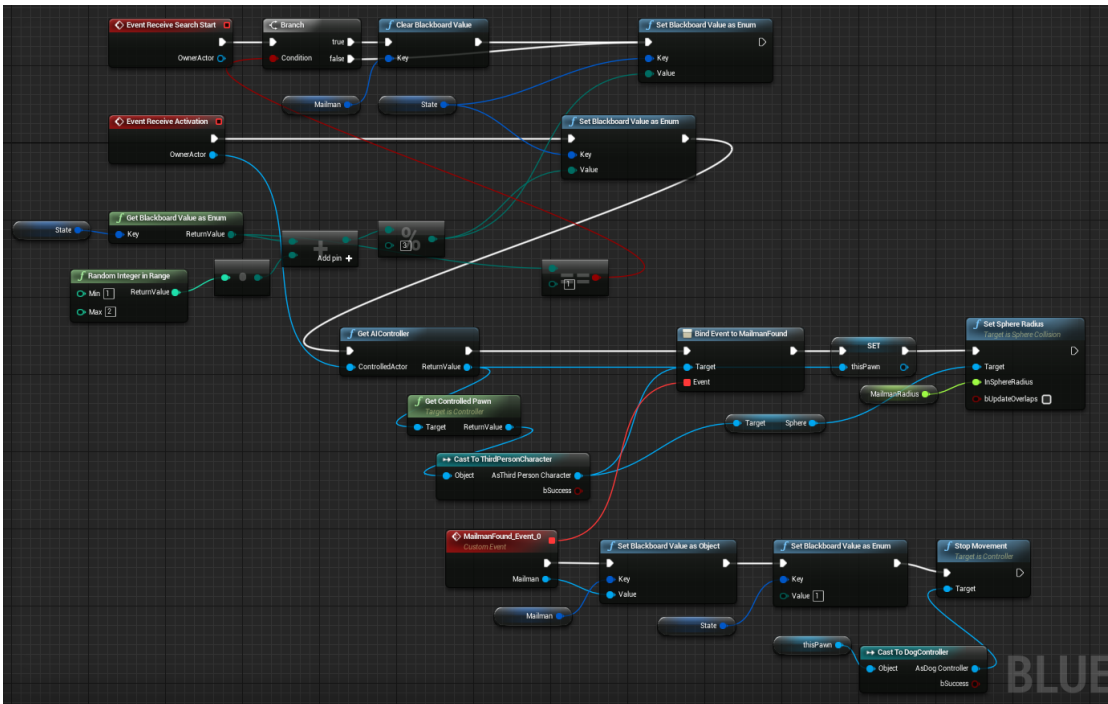 Event Receive Search Start
OwnerActor
Branch
true
Condition
false
Clear Blackboard Value
Key
Set Blackboard Value as Enum
Key
Value
Mailman
State
Event Receive Activation
OwnerActor
Set Blackboard Value as Enum
Key
Value
State
Get Blackboard Value as Enum
Key
ReturnValue
+
Add pin +
%
3
==
1
Random Integer in Range
Min 1
ReturnValue
Max 2
Get AIController
ControlledActor
ReturnValue
Bind Event to MailmanFound
Target
Event
SET
thisPawn
Set Sphere Radius
Target is Sphere Collision
Target
InSphereRadius
bUpdateOverlaps
MailmanRadius
Get Controlled Pawn
Target is Controller
Target
ReturnValue
Target
Sphere
Cast To ThirdPersonCharacter
Object
AsThird Person Character
bSuccess
MailmanFound_Event_0
Custom Event
Mailman
Set Blackboard Value as Object
Key
Value
Set Blackboard Value as Enum
Key
Value 1
Stop Movement
Target is Controller
Target
Mailman
State
thisPawn
Cast To DogController
Object
AsDog Controller
bSuccess
BLUE